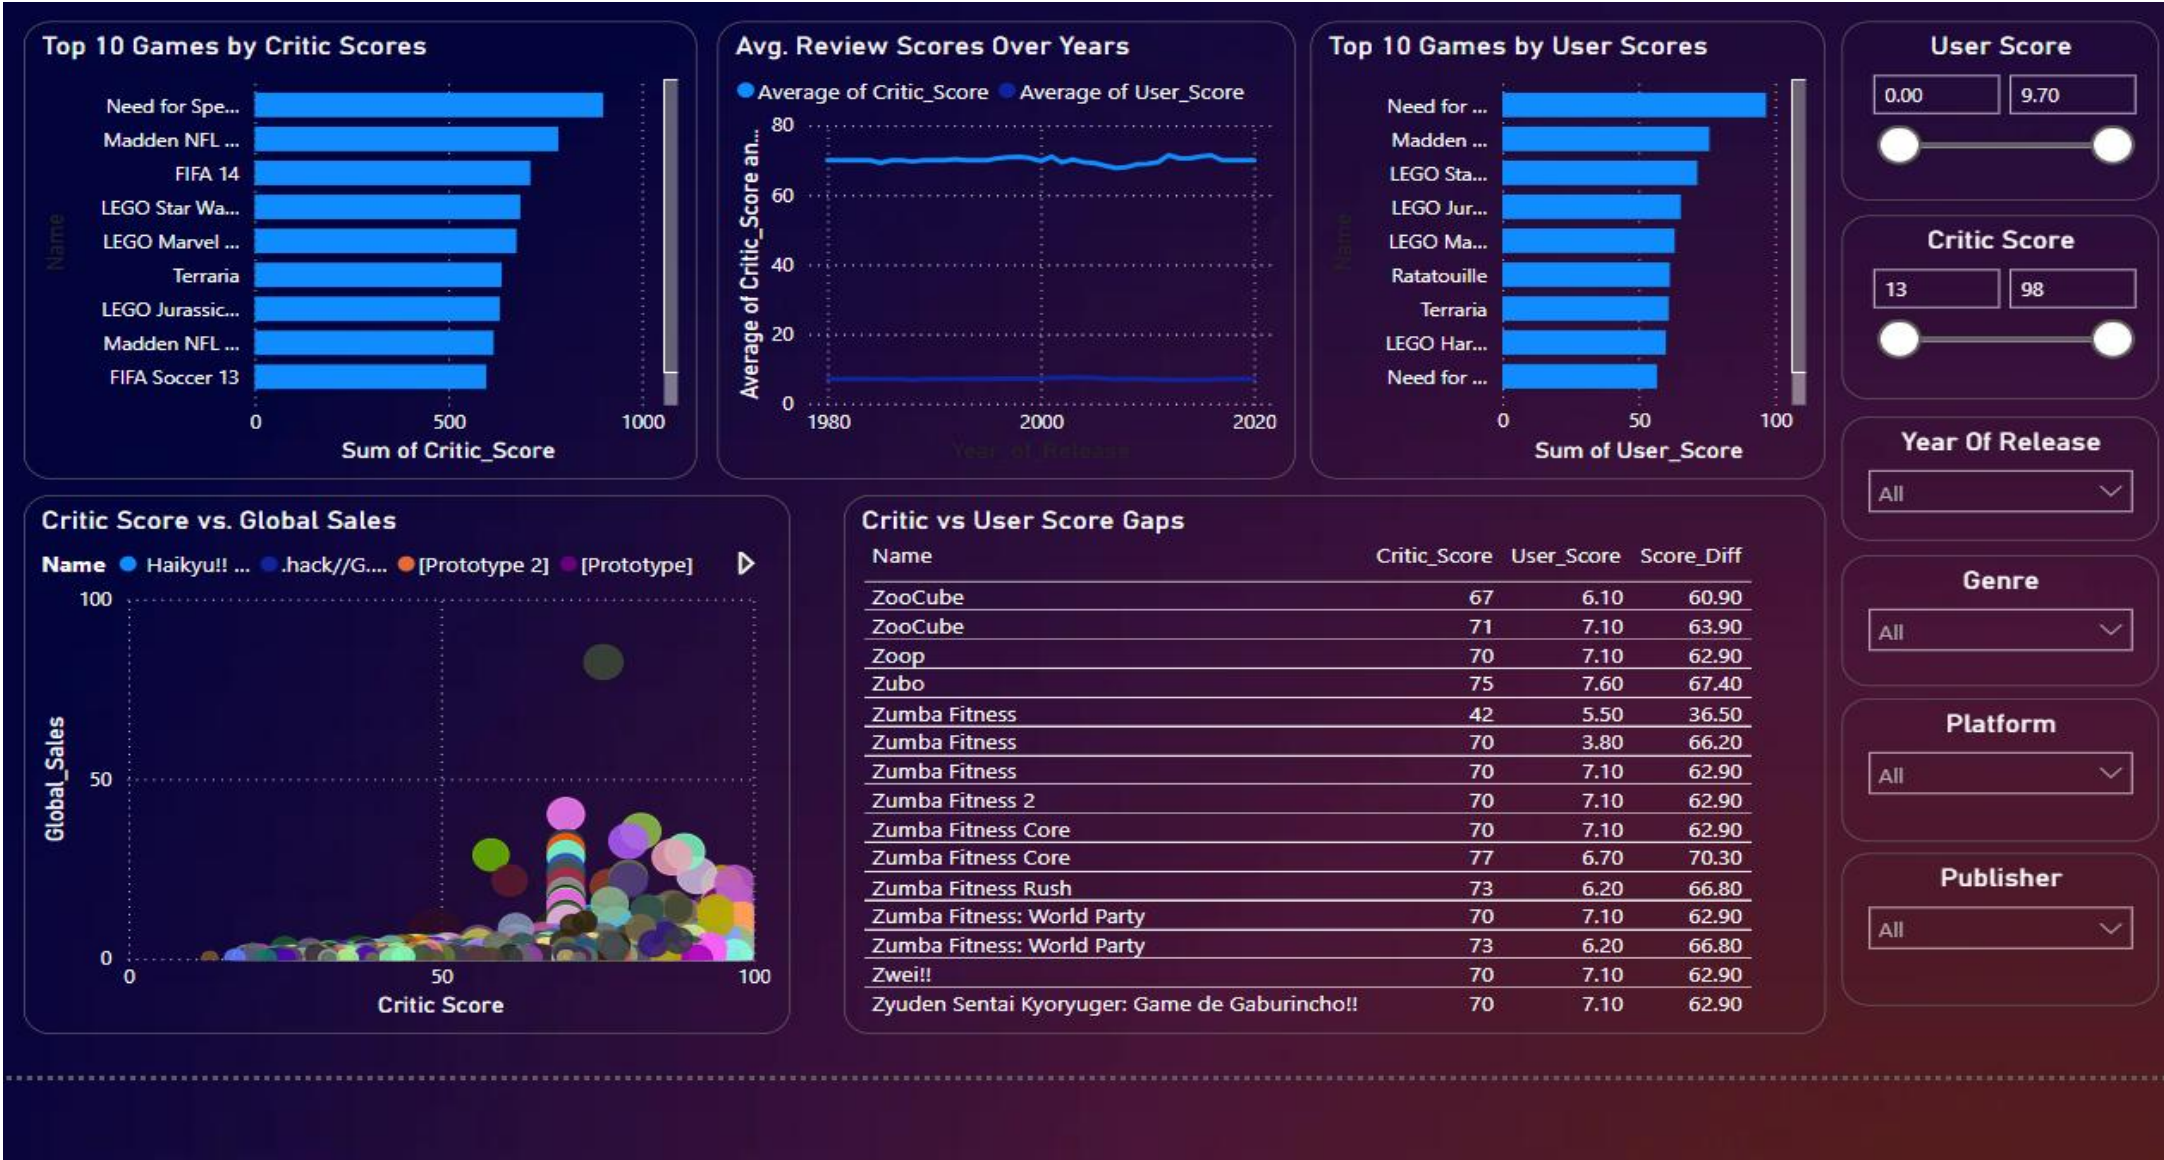 Top 10 Games by Critic Scores
Name
Need for Spe...
Madden NFL ...
FIFA 14
LEGO Star Wa...
LEGO Marvel ...
Terraria
LEGO Jurassic...
Madden NFL ...
FIFA Soccer 13
0 500 1000
Sum of Critic_Score
Avg. Review Scores Over Years
Average of Critic_Score Average of User_Score
Average of Critic_Score an...
80
60
40
20
0
1980 2000 2020
Year_of_Release
Top 10 Games by User Scores
Name
Need for ...
Madden ...
LEGO Sta...
LEGO Jur...
LEGO Ma...
Ratatouille
Terraria
LEGO Har...
Need for ...
0 50 100
Sum of User_Score
User Score
0.00 9.70
Critic Score
13 98
Year Of Release
All
Genre
All
Platform
All
Publisher
All
Critic Score vs. Global Sales
Name Haikyu!! ... .hack//G.... [Prototype 2] [Prototype]
Global_Sales
100
50
0
0 50 100
Critic Score
Critic vs User Score Gaps
Name Critic_Score User_Score Score_Diff
ZooCube 67 6.10 60.90
ZooCube 71 7.10 63.90
Zoop 70 7.10 62.90
Zubo 75 7.60 67.40
Zumba Fitness 42 5.50 36.50
Zumba Fitness 70 3.80 66.20
Zumba Fitness 70 7.10 62.90
Zumba Fitness 2 70 7.10 62.90
Zumba Fitness Core 70 7.10 62.90
Zumba Fitness Core 77 6.70 70.30
Zumba Fitness Rush 73 6.20 66.80
Zumba Fitness: World Party 70 7.10 62.90
Zumba Fitness: World Party 73 6.20 66.80
Zwei!! 70 7.10 62.90
Zyuden Sentai Kyoryuger: Game de Gaburincho!! 70 7.10 62.90